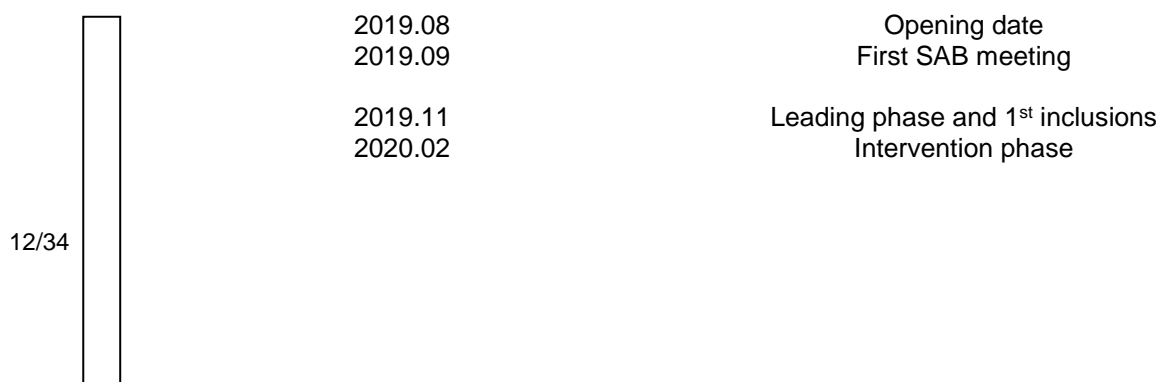 2019.08 Opening date
2019.09 First SAB meeting
2019.11 Leading phase and 1st inclusions
2020.02 Intervention phase
12/34